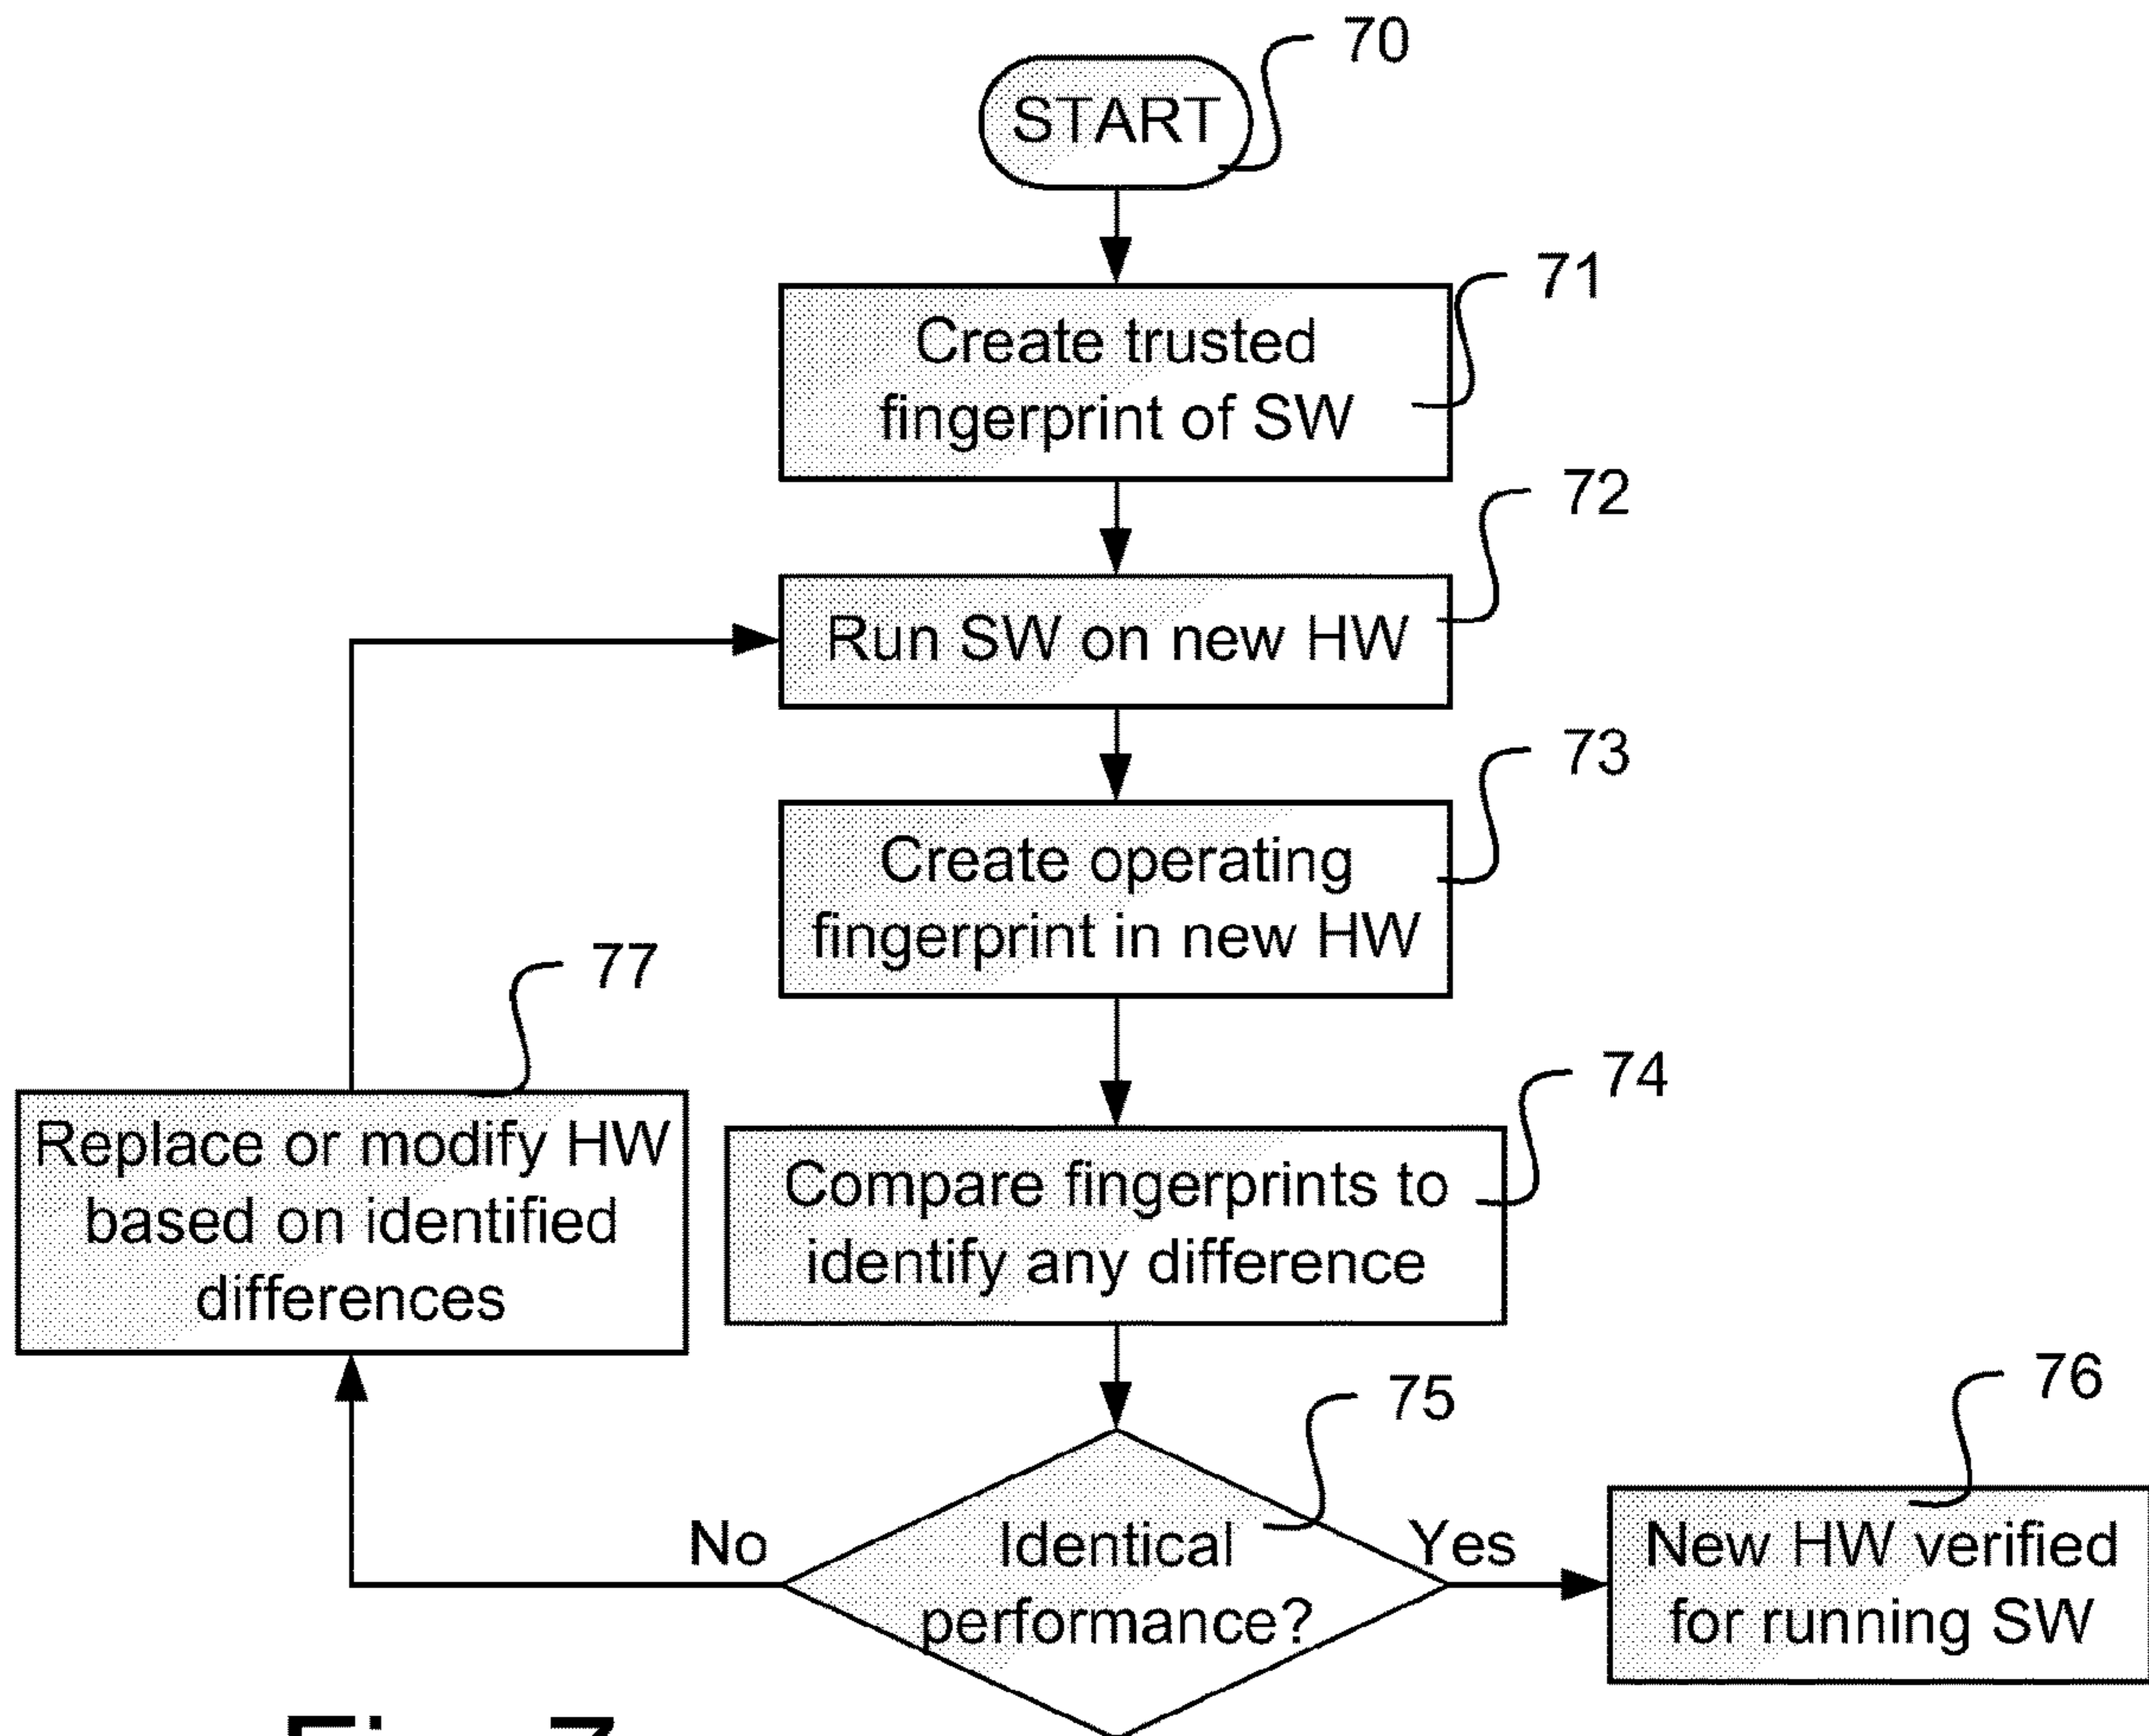 70
START
71
Create trusted
fingerprint of SW
72
Run SW on new HW
73
Create operating
fingerprint in new HW
77
74
Replace or modify HW
based on identified
differences
Compare fingerprints to
identify any difference
75
76
No
Identical
performance?
Yes
New HW verified
for running SW